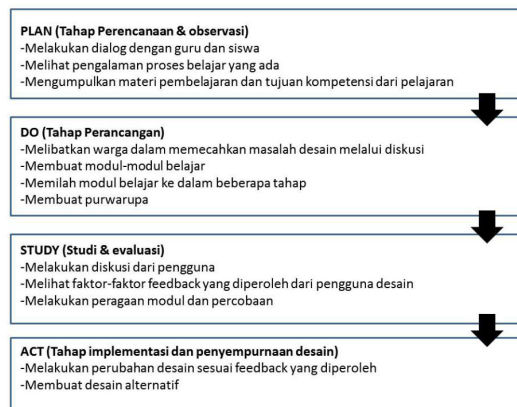 PLAN (Tahap Perencanaan & observasi)
-Melakukan dialog dengan guru dan siswa
-Melihat pengalaman proses belajar yang ada
-Mengumpulkan materi pembelajaran dan tujuan kompetensi dari pelajaran
DO (Tahap Perancangan)
-Melibatkan warga dalam memecahkan masalah desain melalui diskusi
-Membuat modul-modul belajar
-Memilah modul belajar ke dalam beberapa tahap
-Membuat purwarupa
STUDY (Studi & evaluasi)
-Melakukan diskusi dari pengguna
-Melihat faktor-faktor feedback yang diperoleh dari pengguna desain
-Melakukan peragaan modul dan percobaan
ACT (Tahap implementasi dan penyempurnaan desain)
-Melakukan perubahan desain sesuai feedback yang diperoleh
-Membuat desain alternatif